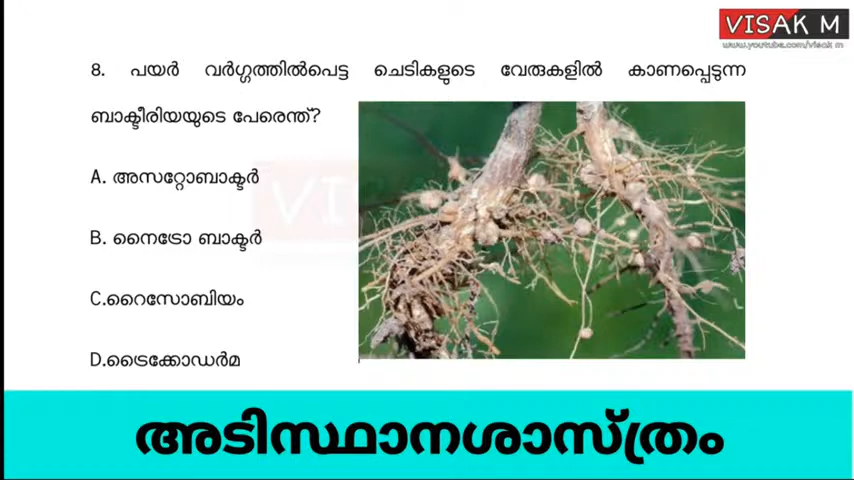 VISAK M
www.youtube.com/visak m
8. പയർ വർഗ്ഗത്തിൽപെട്ട ചെടികളുടെ വേരുകളിൽ കാണപ്പെടുന്ന
ബാക്ടീരിയയുടെ പേരെന്ത്?
A. അസറ്റോബാക്ടർ
B. നൈട്രോ ബാക്ടർ
C.റൈസോബിയം
D.ട്രൈക്കോഡർമ
അടിസ്ഥാനശാസ്ത്രം